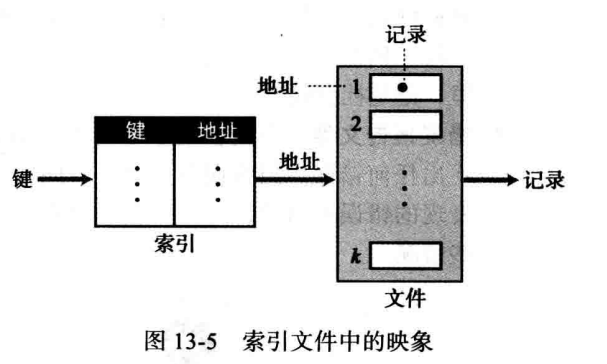 记录
地址 1
2
键 地址
键 地址 记录
索引
k
文件
图 13-5 索引文件中的映象